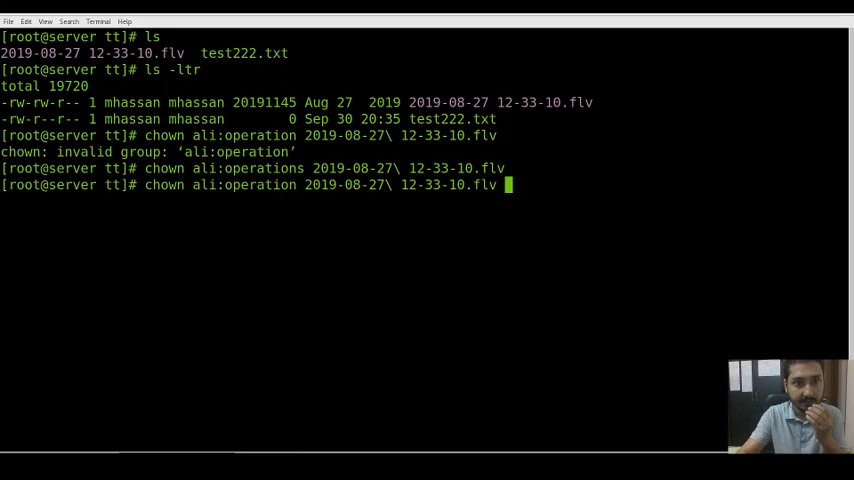 File Edit View Search Terminal Help
[root@server tt]# ls
2019-08-27 12-33-10.flv  test222.txt
[root@server tt]# ls -ltr
total 19720
-rw-rw-r-- 1 mhassan mhassan 20191145 Aug 27  2019 2019-08-27 12-33-10.flv
-rw-r--r-- 1 mhassan mhassan        0 Sep 30 20:35 test222.txt
[root@server tt]# chown ali:operation 2019-08-27\ 12-33-10.flv
chown: invalid group: ‘ali:operation’
[root@server tt]# chown ali:operations 2019-08-27\ 12-33-10.flv
[root@server tt]# chown ali:operation 2019-08-27\ 12-33-10.flv